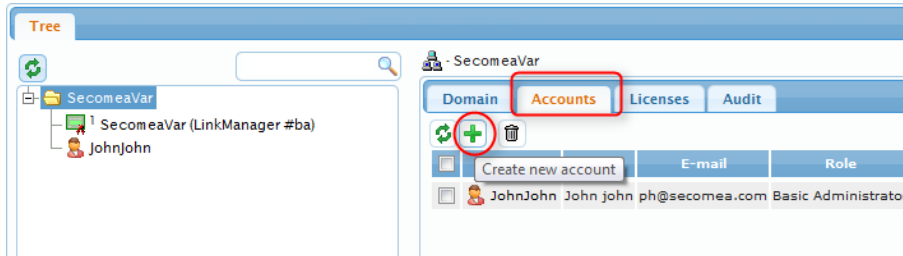 Tree
- SecomeaVar
SecomeaVar
1 SecomeaVar (LinkManager #ba)
JohnJohn
Domain Accounts Licenses Audit
Create new account
E-mail Role
JohnJohn John john ph@secomea.com Basic Administrato